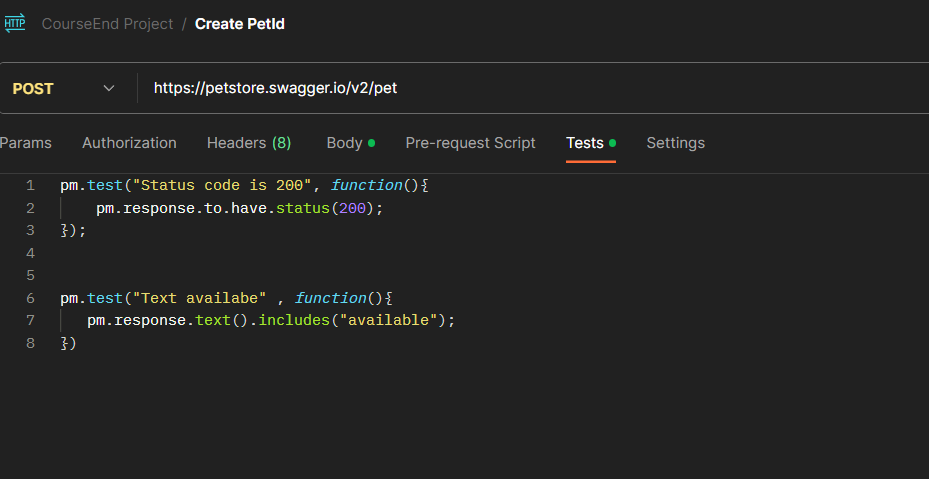 HTTP CourseEnd Project / Create PetId
POST https://petstore.swagger.io/v2/pet
Params Authorization Headers (8) Body Pre-request Script Tests Settings
1 pm.test("Status code is 200", function(){
2 pm.response.to.have.status(200);
3 });
4
5
6 pm.test("Text availabe" , function(){
7 pm.response.text().includes("available");
8 })